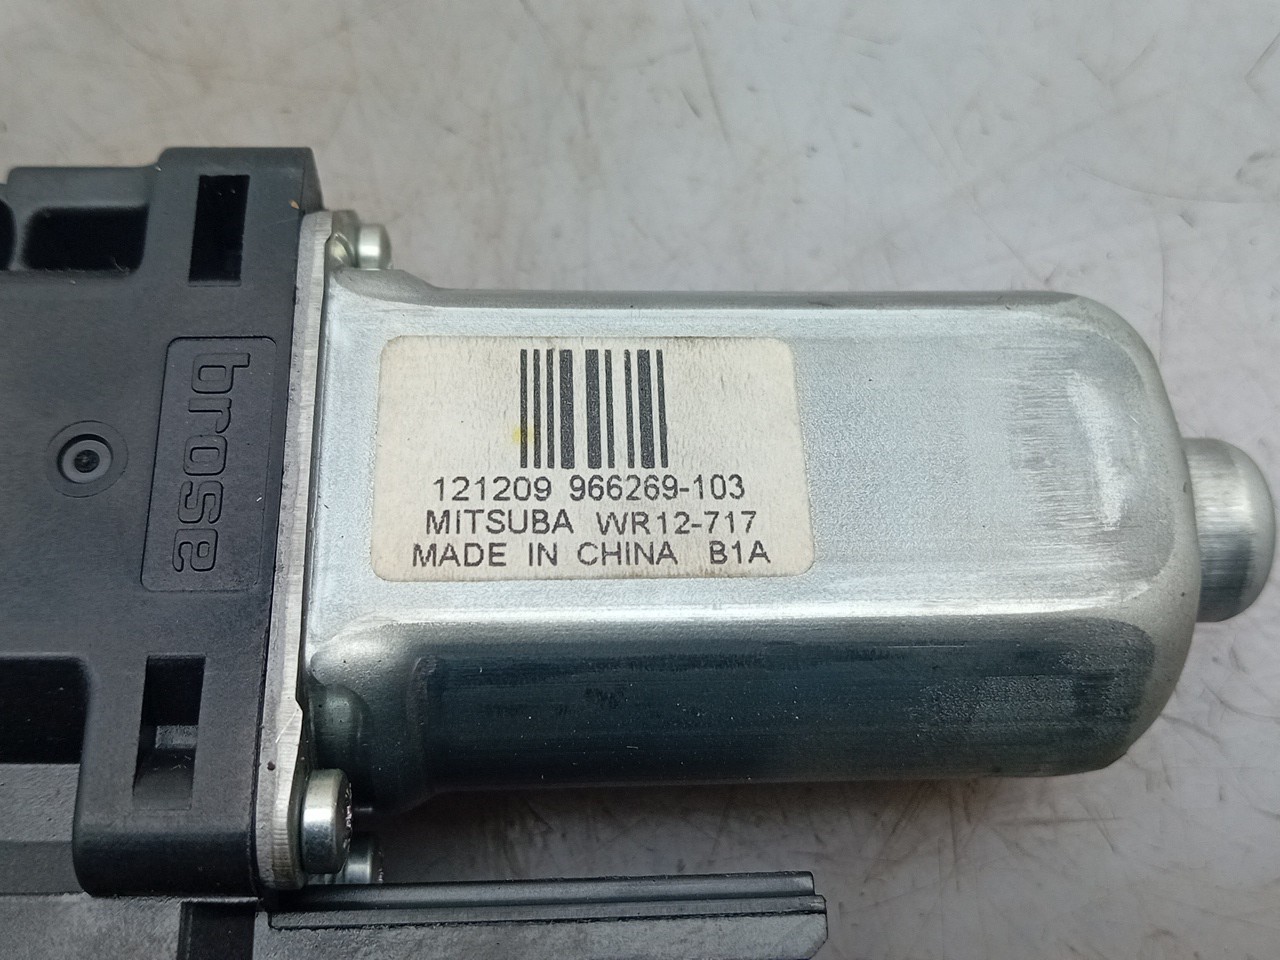 brose
121209 966269-103
MITSUBA WR12-717
MADE IN CHINA B1A